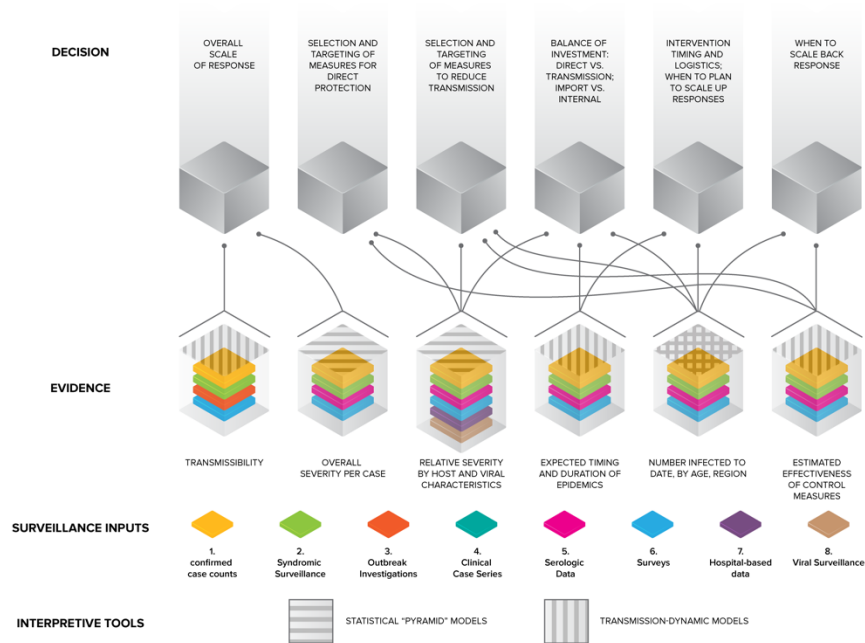 DECISION
OVERALL
SCALE
OF RESPONSE
SELECTION AND
TARGETING OF
MEASURES FOR
DIRECT
PROTECTION
SELECTION AND
TARGETING
OF MEASURES
TO REDUCE
TRANSMISSION
BALANCE OF
INVESTMENT:
DIRECT VS.
TRANSMISSION;
IMPORT VS.
INTERNAL
INTERVENTION
TIMING AND
LOGISTICS;
WHEN TO PLAN
TO SCALE UP
RESPONSES
WHEN TO
SCALE BACK
RESPONSE
EVIDENCE
TRANSMISSIBILITY
OVERALL
SEVERITY PER CASE
RELATIVE SEVERITY
BY HOST AND VIRAL
CHARACTERISTICS
EXPECTED TIMING
AND DURATION OF
EPIDEMICS
NUMBER INFECTED TO
DATE, BY AGE, REGION
ESTIMATED
EFFECTIVENESS
OF CONTROL
MEASURES
SURVEILLANCE INPUTS
1.
confirmed
case counts
2.
Syndromic
Surveillance
3.
Outbreak
Investigations
4.
Clinical
Case Series
5.
Serologic
Data
6.
Surveys
7.
Hospital-based
data
8.
Viral Surveillance
INTERPRETIVE TOOLS
STATISTICAL "PYRAMID" MODELS
TRANSMISSION-DYNAMIC MODELS